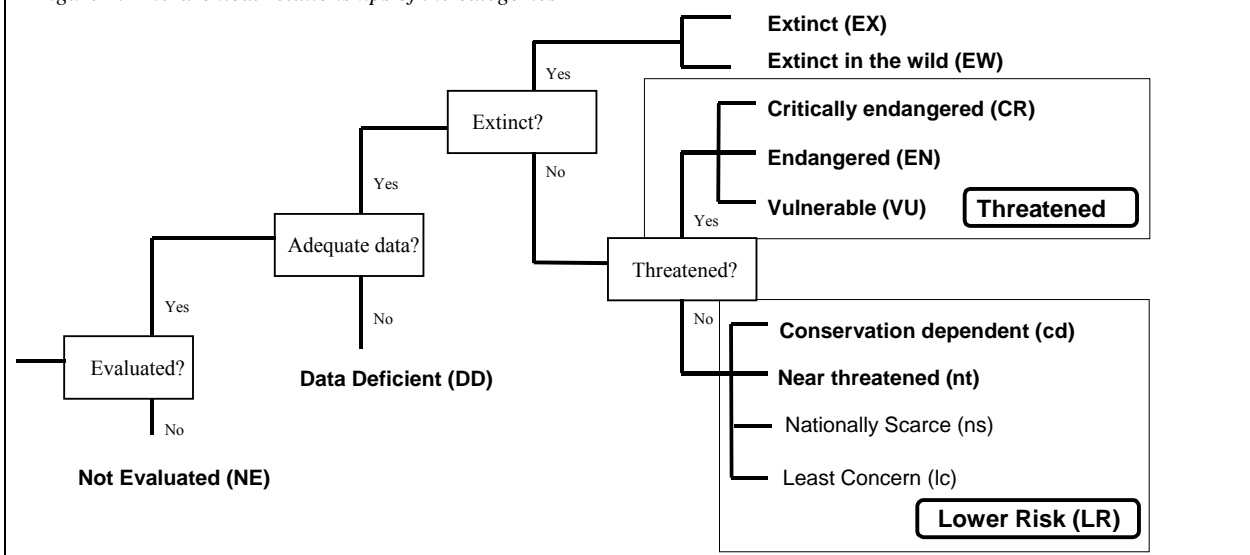 Extinct (EX)
Yes
Extinct in the wild (EW)
Extinct?
Critically endangered (CR)
Endangered (EN)
No
Yes
Vulnerable (VU)
Threatened
Yes
Adequate data?
Threatened?
Yes
No
No
Conservation dependent (cd)
Evaluated?
Data Deficient (DD)
Near threatened (nt)
No
Nationally Scarce (ns)
Not Evaluated (NE)
Least Concern (lc)
Lower Risk (LR)